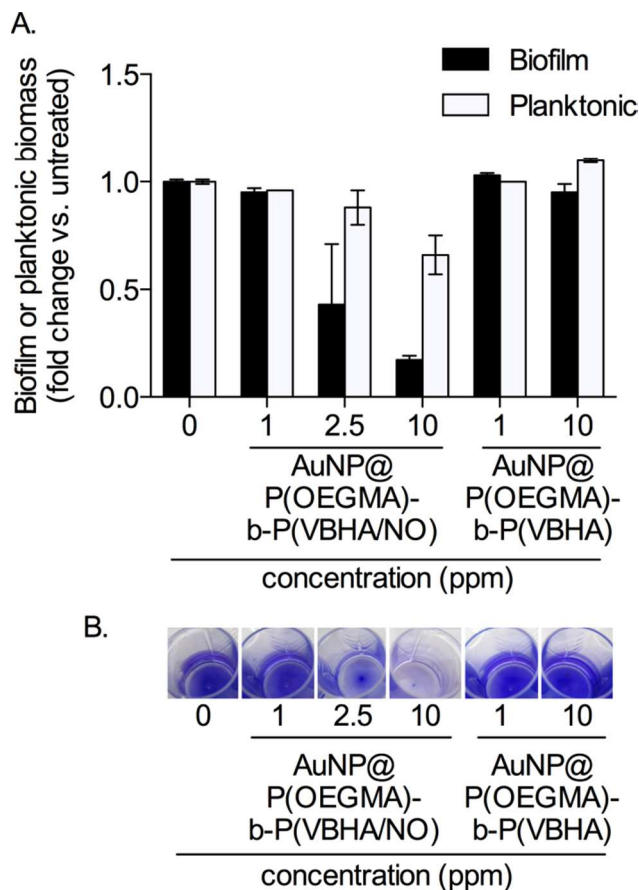 A.
Biofilm
Planktonic
Biofilm or planktonic biomass
(fold change vs. untreated)
1.5
1.0
0.5
0.0
0 1 2.5 10 1 10
AuNP@ AuNP@
P(OEGMA)- P(OEGMA)-
b-P(VBHA/NO) b-P(VBHA)
concentration (ppm)
B.
0 1 2.5 10 1 10
AuNP@ AuNP@
P(OEGMA)- P(OEGMA)-
b-P(VBHA/NO) b-P(VBHA)
concentration (ppm)